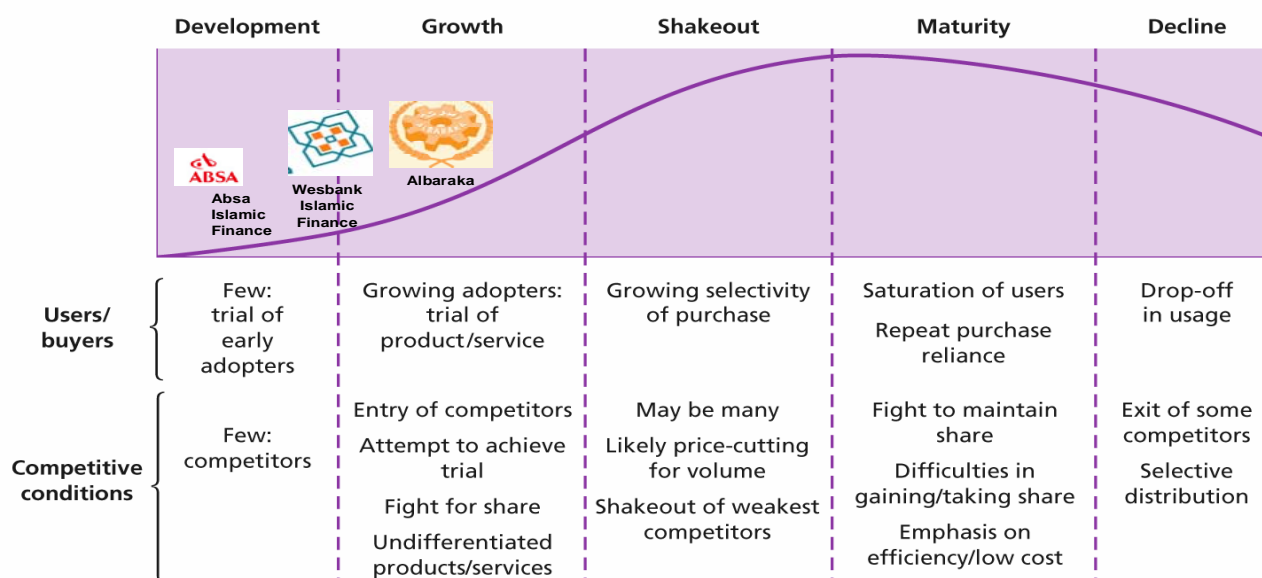 Development
Growth
Shakeout
Maturity
Decline
ABSA
Absa
Islamic
Finance
Wesbank
Islamic
Finance
Albaraka
Users/
buyers
Few:
trial of
early
adopters
Growing adopters:
trial of
product/service
Growing selectivity
of purchase
Saturation of users
Repeat purchase
reliance
Drop-off
in usage
Competitive
conditions
Few:
competitors
Entry of competitors
Attempt to achieve
trial
Fight for share
Undifferentiated
products/services
May be many
Likely price-cutting
for volume
Shakeout of weakest
competitors
Fight to maintain
share
Difficulties in
gaining/taking share
Emphasis on
efficiency/low cost
Exit of some
competitors
Selective
distribution